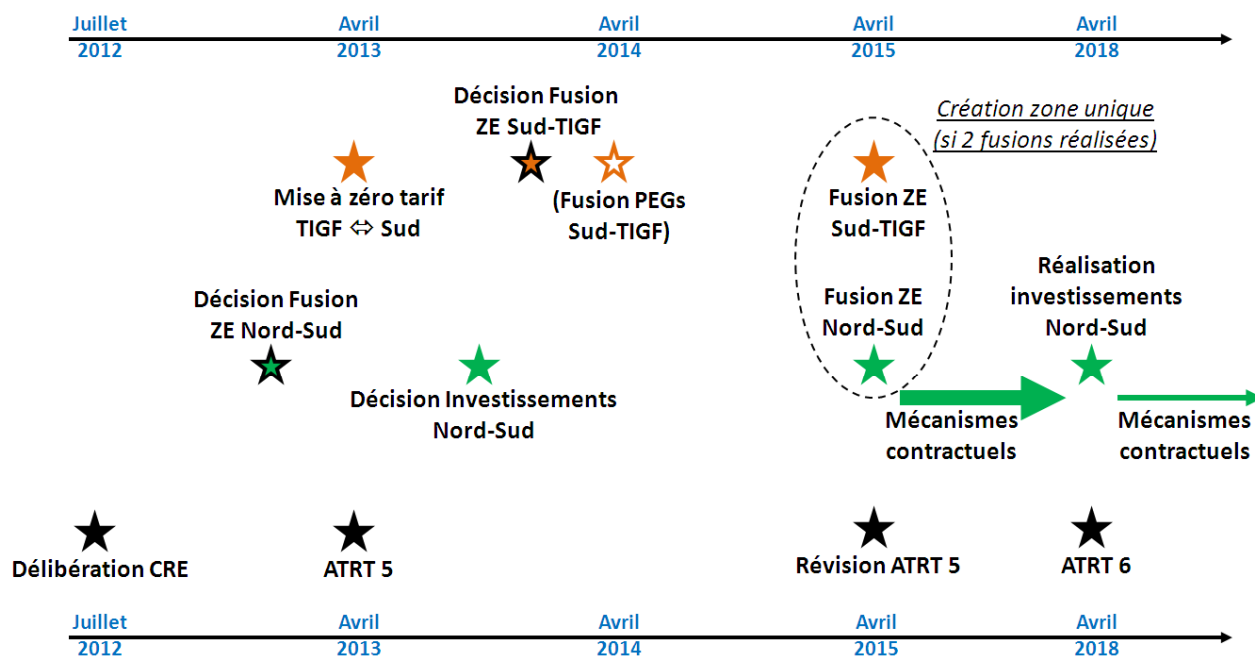 Juillet
2012
Avril
2013
Avril
2014
Avril
2015
Avril
2018
Décision Fusion
ZE Sud-TIGF
Création zone unique
(si 2 fusions réalisées)
Mise à zéro tarif
TIGF ⇔ Sud
(Fusion PEGs
Sud-TIGF)
Fusion ZE
Sud-TIGF
Décision Fusion
ZE Nord-Sud
Fusion ZE
Nord-Sud
Réalisation
investissements
Nord-Sud
Décision Investissements
Nord-Sud
Mécanismes
contractuels
Mécanismes
contractuels
Délibération CRE
ATRT 5
Révision ATRT 5
ATRT 6
Juillet
2012
Avril
2013
Avril
2014
Avril
2015
Avril
2018